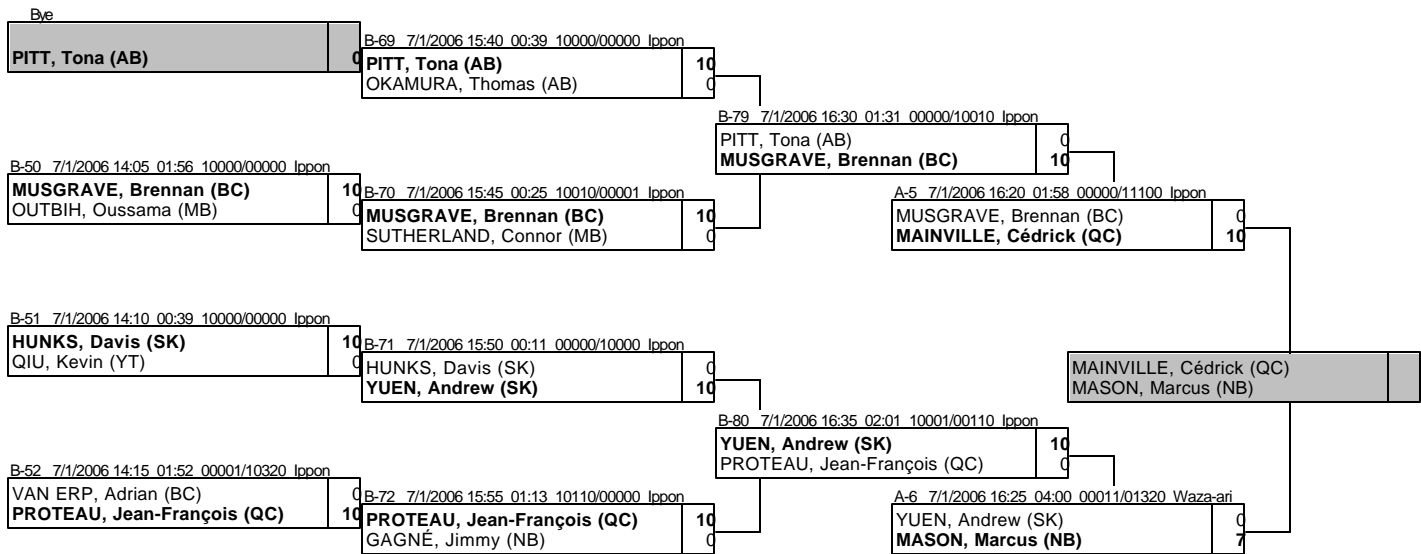 Bye
PITT, Tona (AB) 0
B-69 7/1/2006 15:40 00:39 10000/00000 Ippon
PITT, Tona (AB) 10
OKAMURA, Thomas (AB) 0
B-79 7/1/2006 16:30 01:31 00000/10010 Ippon
PITT, Tona (AB) 0
MUSGRAVE, Brennan (BC) 10
B-50 7/1/2006 14:05 01:56 10000/00000 Ippon
MUSGRAVE, Brennan (BC) 10
OUTBIH, Oussama (MB) 0
B-70 7/1/2006 15:45 00:25 10010/00001 Ippon
MUSGRAVE, Brennan (BC) 10
SUTHERLAND, Connor (MB) 0
A-5 7/1/2006 16:20 01:58 00000/11100 Ippon
MUSGRAVE, Brennan (BC) 0
MAINVILLE, Cédrick (QC) 10
B-51 7/1/2006 14:10 00:39 10000/00000 Ippon
HUNKS, Davis (SK) 10
QIU, Kevin (YT) 0
B-71 7/1/2006 15:50 00:11 00000/10000 Ippon
HUNKS, Davis (SK) 0
YUEN, Andrew (SK) 10
MAINVILLE, Cédrick (QC)
MASON, Marcus (NB)
B-80 7/1/2006 16:35 02:01 10001/00110 Ippon
YUEN, Andrew (SK) 10
PROTEAU, Jean-François (QC) 0
B-52 7/1/2006 14:15 01:52 00001/10320 Ippon
VAN ERP, Adrian (BC) 0
PROTEAU, Jean-François (QC) 10
B-72 7/1/2006 15:55 01:13 10110/00000 Ippon
PROTEAU, Jean-François (QC) 10
GAGNÉ, Jimmy (NB) 0
A-6 7/1/2006 16:25 04:00 00011/01320 Waza-ari
YUEN, Andrew (SK) 0
MASON, Marcus (NB) 7